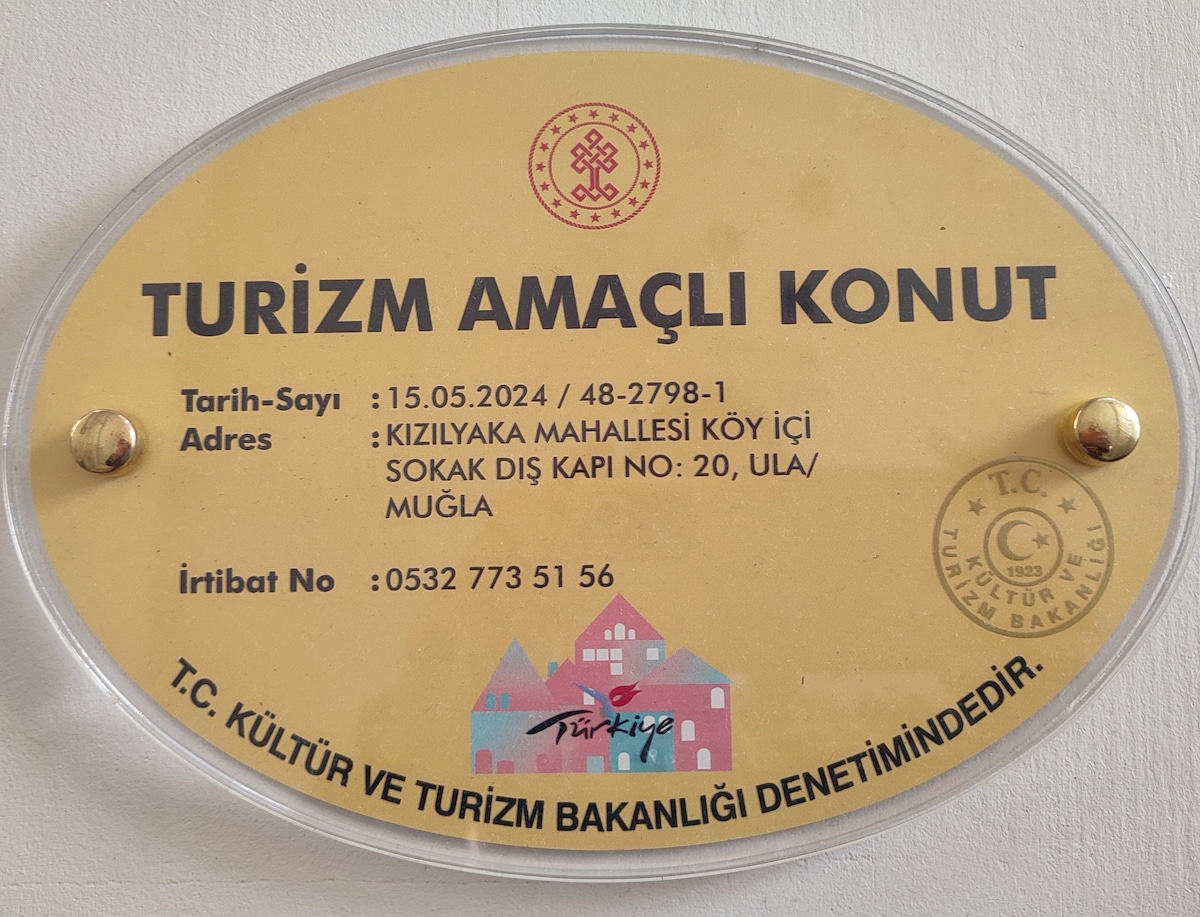 TURİZM AMAÇLI KONUT
Tarih-Sayı : 15.05.2024 / 48-2798-1
Adres : KIZILYAKA MAHALLESİ KÖY İÇİ
SOKAK DIŞ KAPI NO: 20, ULA/
MUĞLA
İrtibat No : 0532 773 51 56
T.C.
KÜLTÜR VE
TURİZM BAKANLIĞI
1923
Türkiye
T.C. KÜLTÜR VE TURİZM BAKANLIĞI DENETİMİNDEDİR.